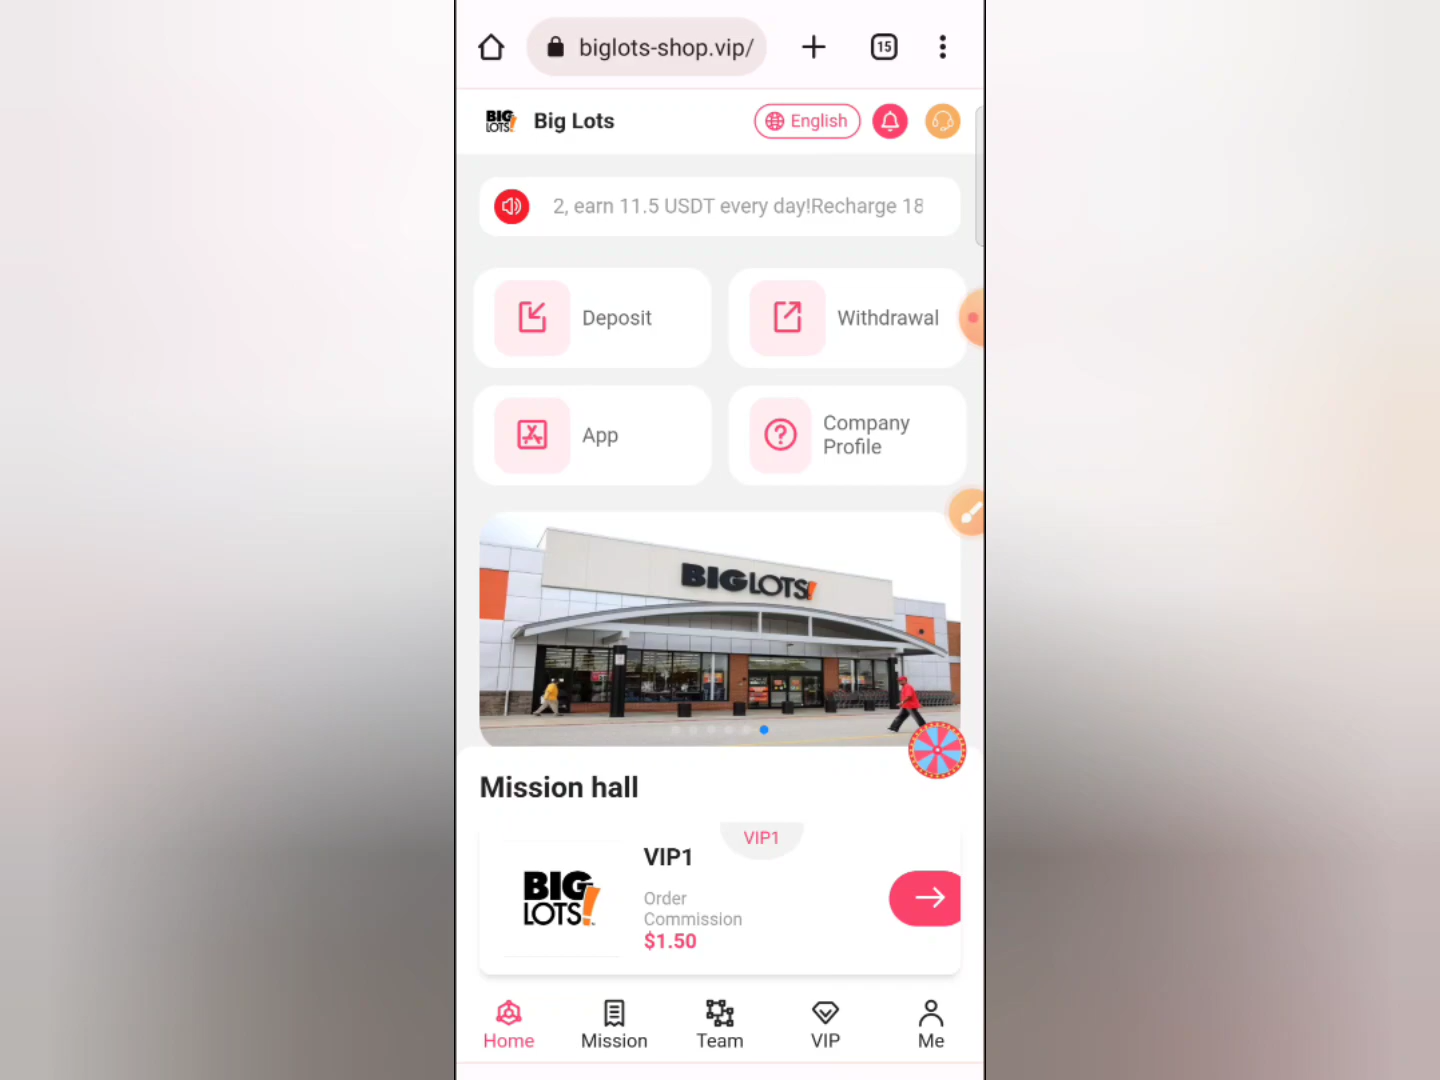 biglots-shop.vip/
15
BIG LOTS!
Big Lots
English
2, earn 11.5 USDT every day!Recharge 18
Deposit
Withdrawal
App
Company
Profile
BIGLOTS!
Mission hall
VIP1
VIP1
BIG
LOTS!
Order
Commission
$1.50
Home
Mission
Team
VIP
Me